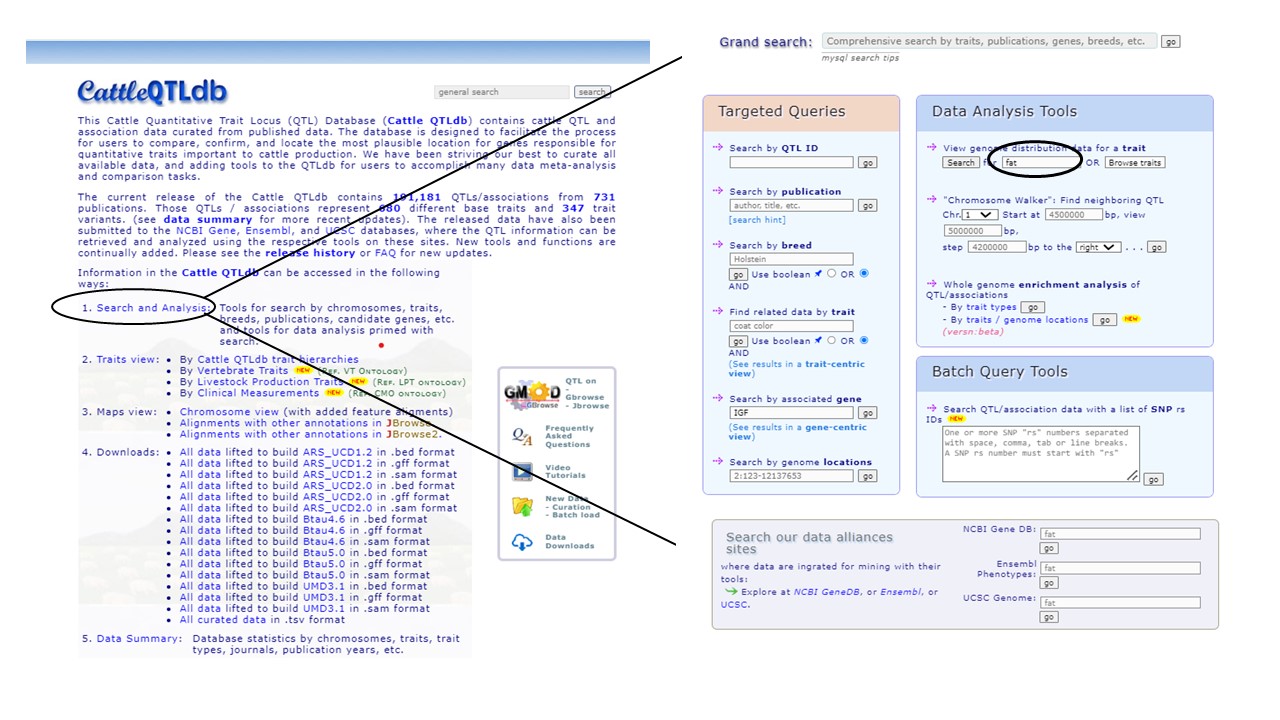 CattleQTLdb
general search
search
This Cattle Quantitative Trait Locus (QTL) Database (Cattle QTLdb) contains cattle QTL and
association data curated from published data. The database is designed to facilitate the process
for users to compare, confirm, and locate the most plausible location for genes responsible for
quantitative traits important to cattle production. We have been striving our best to curate all
available data, and adding tools to the QTLdb for users to accomplish many data meta-analysis
and comparison tasks.
The current release of the Cattle QTLdb contains 191,181 QTLs/associations from 731
publications. Those QTLs / associations represent 680 different base traits and 347 trait
variants. (see data summary for more recent updates). The released data have also been
submitted to the NCBI Gene, Ensembl, and UCSC databases, where the QTL information can be
retrieved and analyzed using the respective tools on these sites. New tools and functions are
continually added. Please see the release history or FAQ for new updates.
Information in the Cattle QTLdb can be accessed in the following
ways:
1. Search and Analysis: Tools for search by chromosomes, traits,
breeds, publications, candidate genes, etc.
and tools for data analysis primed with
search.
2. Traits view: • By Cattle QTLdb trait hierarchies
• By Vertebrate Traits NEW (Ref. VT Ontology)
• By Livestock Production Traits NEW (Ref. LPT ontology)
• By Clinical Measurements NEW (Ref. CMO ontology)
3. Maps view: • Chromosome view (with added feature alignments)
• Alignments with other annotations in JBrowse
• Alignments with other annotations in JBrowse2.
4. Downloads: • All data lifted to build ARS_UCD1.2 in .bed format
• All data lifted to build ARS_UCD1.2 in .gff format
• All data lifted to build ARS_UCD1.2 in .sam format
• All data lifted to build ARS_UCD2.0 in .bed format
• All data lifted to build ARS_UCD2.0 in .gff format
• All data lifted to build ARS_UCD2.0 in .sam format
• All data lifted to build Btau4.6 in .bed format
• All data lifted to build Btau4.6 in .gff format
• All data lifted to build Btau4.6 in .sam format
• All data lifted to build Btau5.0 in .bed format
• All data lifted to build Btau5.0 in .gff format
• All data lifted to build Btau5.0 in .sam format
• All data lifted to build UMD3.1 in .bed format
• All data lifted to build UMD3.1 in .gff format
• All data lifted to build UMD3.1 in .sam format
• All curated data in .tsv format
5. Data Summary: Database statistics by chromosomes, traits, trait
types, journals, publication years, etc.
GMOD
GBrowse
QTL on
- Gbrowse
- Jbrowse
Q/A
Frequently
Asked
Questions
Video
Tutorials
New Data
- Curation
- Batch load
Data
Downloads
Grand search: Comprehensive search by traits, publications, genes, breeds, etc. go
mysql search tips
Targeted Queries
Search by QTL ID
go
Search by publication
author, title, etc. go
[search hint]
Search by breed
Holstein
go Use boolean OR
AND
Find related data by trait
coat color
go Use boolean OR
AND
(See results in a trait-centric
view)
Search by associated gene
IGF go
(See results in a gene-centric
view)
Search by genome locations
2:123-12137653 go
Data Analysis Tools
View genome distribution data for a trait
Search for fat OR Browse traits
"Chromosome Walker": Find neighboring QTL
Chr. 1 Start at 4500000 bp, view
5000000 bp,
step 4200000 bp to the right . . . go
Whole genome enrichment analysis of
QTL/associations
- By trait types go
- By traits / genome locations go NEW
(versn:beta)
Batch Query Tools
Search QTL/association data with a list of SNP rs
IDs NEW
One or more SNP "rs" numbers separated
with space, comma, tab or line breaks.
A SNP rs number must start with "rs"
go
Search our data alliances
sites
where data are ingrated for mining with their
tools:
Explore at NCBI GeneDB, or Ensembl, or
UCSC.
NCBI Gene DB: fat
go
Ensembl
Phenotypes: fat
go
UCSC Genome: fat
go